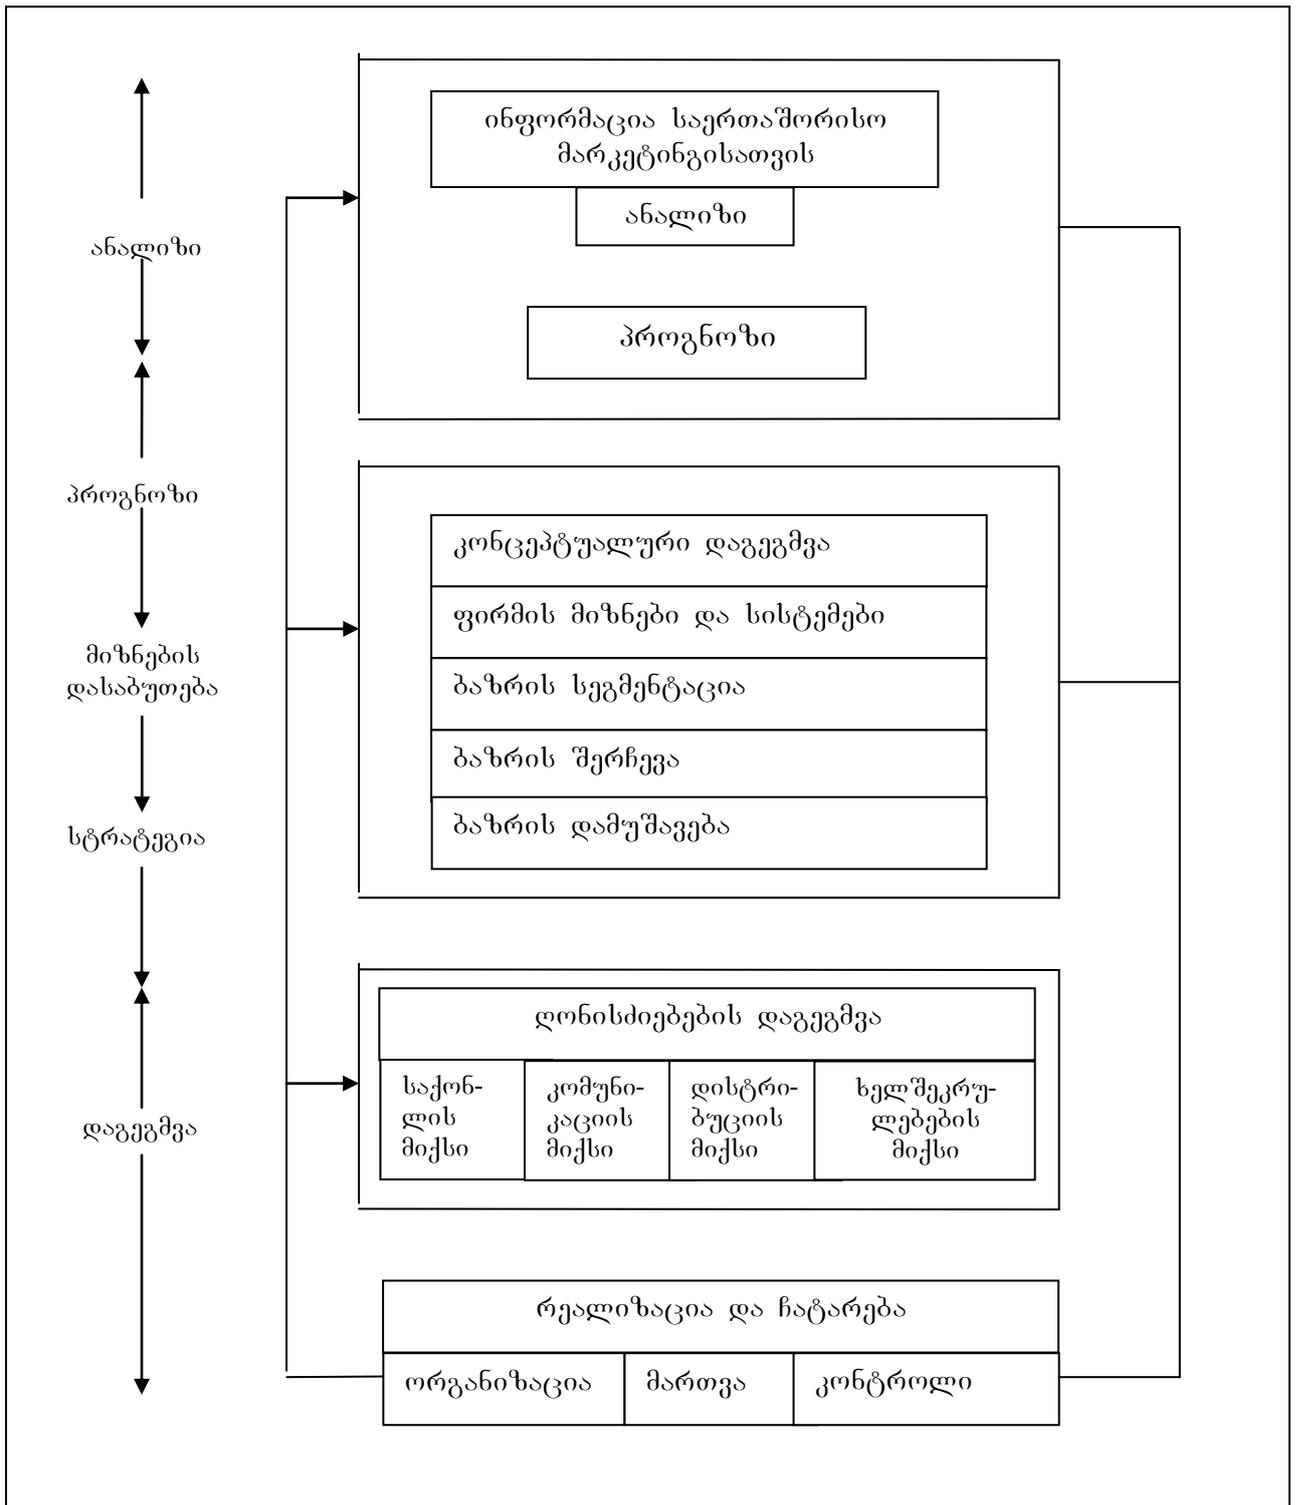 ანალიზი
პროგნოზი
მიზნების
დასაბუთება
სტრატეგია
დაგეგმვა
ინფორმაცია საერთაშორისო
მარკეტინგისათვის
ანალიზი
პროგნოზი
კონცეპტუალური დაგეგმვა
ფირმის მიზნები და სისტემები
ბაზრის სეგმენტაცია
ბაზრის შერჩევა
ბაზრის დამუშავება
ღონისძიებების დაგეგმვა
საქონ-
ლის
მიქსი
კომუნი-
კაციის
მიქსი
დისტრი-
ბუციის
მიქსი
ხელშეკრუ-
ლებების
მიქსი
რეალიზაცია და ჩატარება
ორგანიზაცია
მართვა
კონტროლი